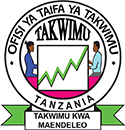 OFISI YA TAIFA YA TAKWIMU
TAKWIMU
TANZANIA
TAKWIMU KWA
MAENDELEO